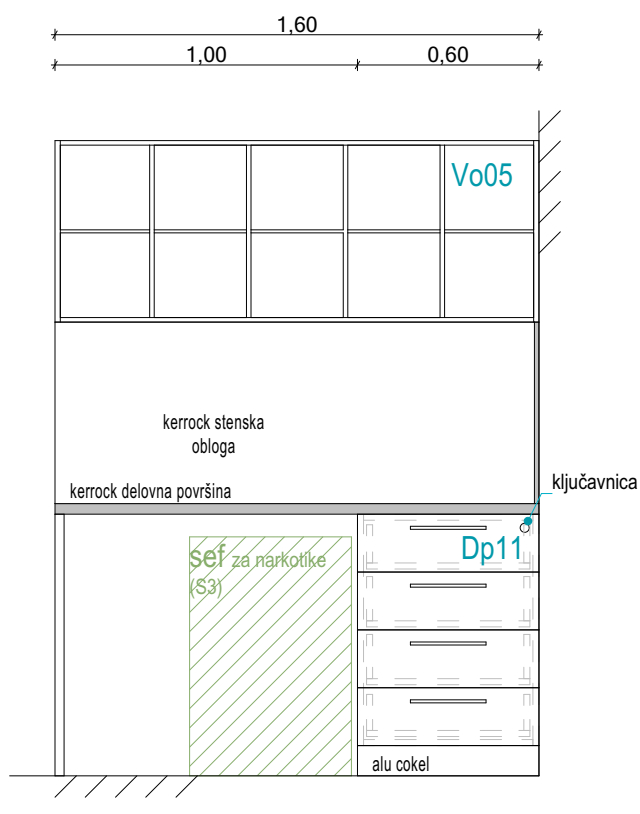 1,60
1,00
0,60
Vo05
kerrock stenska
obloga
kerrock delovna površina
ključavnica
sef za narkotike
(S3)
Dp11
alu cokel